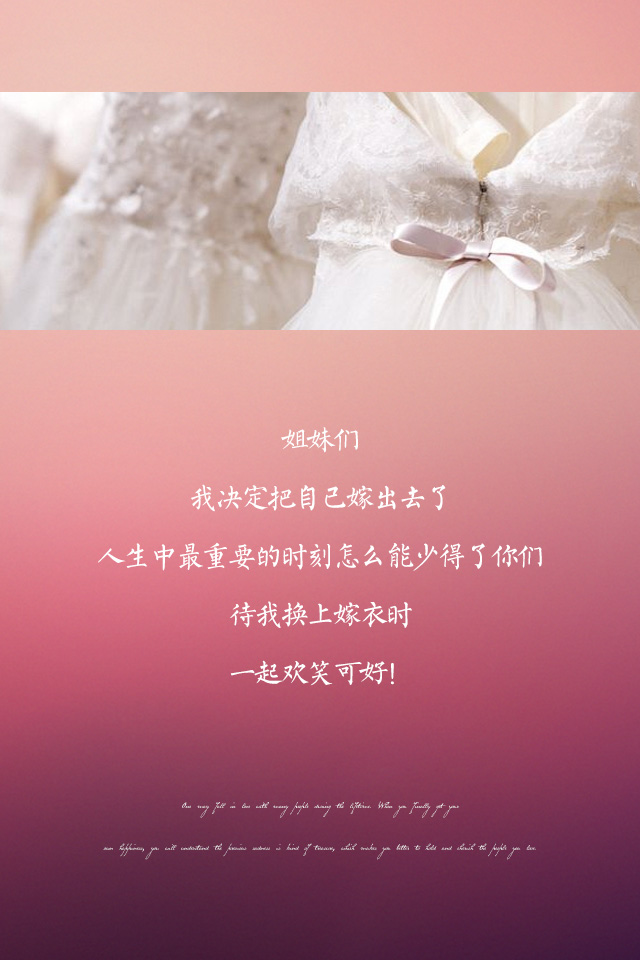 姐妹们
我决定把自己嫁出去了
人生中最重要的时刻怎么能少得了你们
待我换上嫁衣时
一起欢笑可好!
One may fall in love with many people during the lifetime. When you finally get your
own happiness, you will understand the previous sadness is kind of treasure, which makes you better to hold and cherish the people you love.